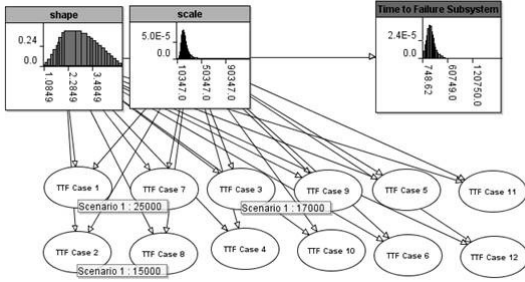 shape
scale
Time to Failure Subsystem
0.24
0.0
1.0849
2.2849
3.4849
5.0E-5
0.0
10347.0
50347.0
90347.0
2.4E-5
0.0
748.62
60749.0
120750.0
TTF Case 1
TTF Case 7
TTF Case 3
TTF Case 9
TTF Case 5
TTF Case 11
Scenario 1 : 25000
Scenario 1 : 17000
TTF Case 2
TTF Case 8
TTF Case 4
TTF Case 10
TTF Case 6
TTF Case 12
Scenario 1 : 15000